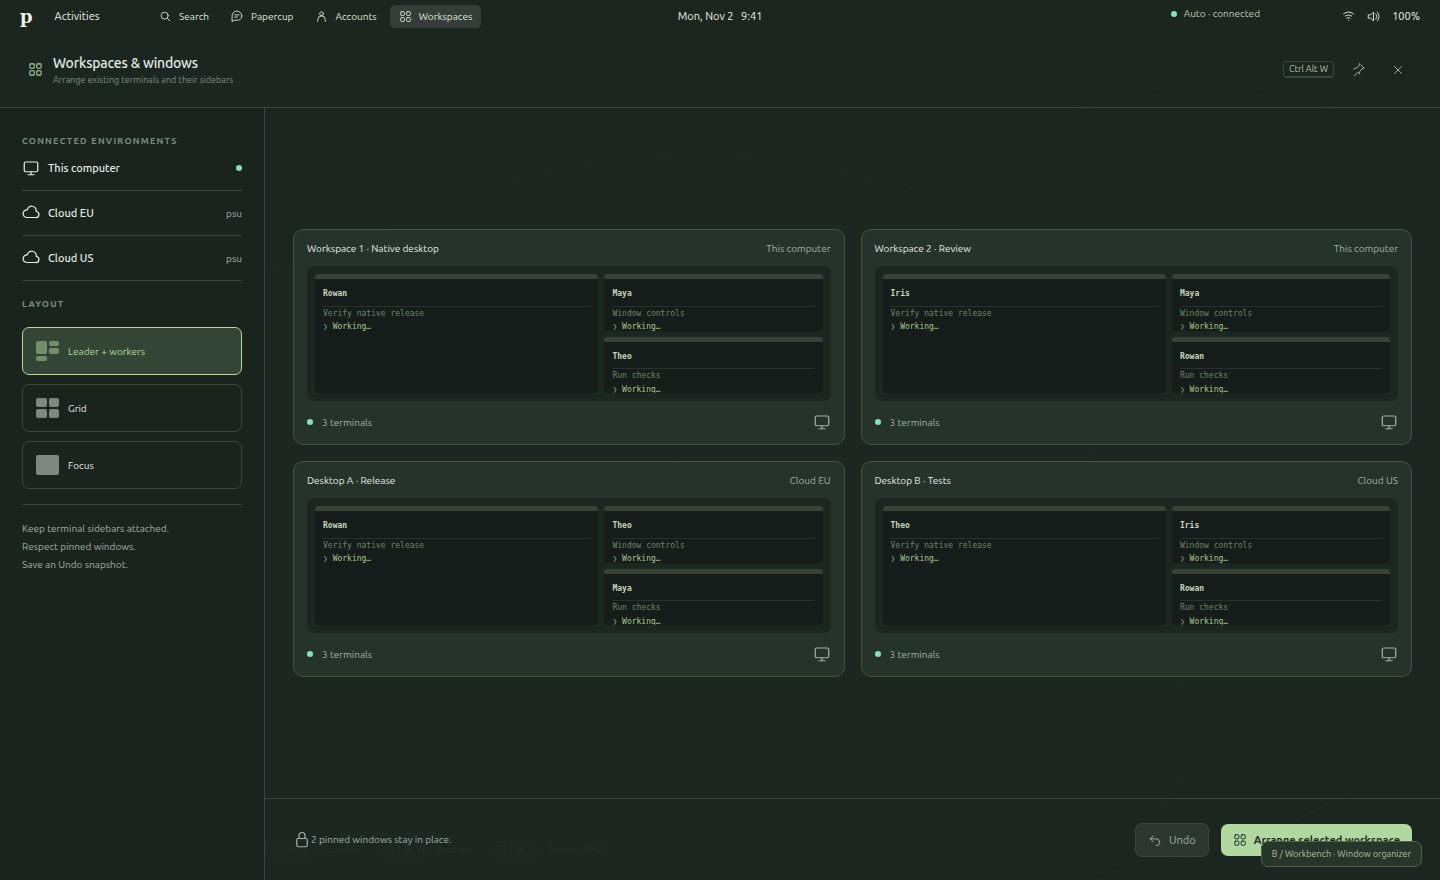 p
Activities
Search
Papercup
Accounts
Workspaces
Mon, Nov 2 9:41
Auto · connected
100%
Workspaces & windows
Arrange existing terminals and their sidebars
Ctrl Alt W
CONNECTED ENVIRONMENTS
This computer
Cloud EU
psu
Cloud US
psu
LAYOUT
Leader + workers
Grid
Focus
Keep terminal sidebars attached.
Respect pinned windows.
Save an Undo snapshot.
Workspace 1 · Native desktop
This computer
Rowan
Verify native release
❯ Working…
Maya
Window controls
❯ Working…
Theo
Run checks
❯ Working…
3 terminals
Workspace 2 · Review
This computer
Iris
Verify native release
❯ Working…
Maya
Window controls
❯ Working…
Rowan
Run checks
❯ Working…
3 terminals
Desktop A · Release
Cloud EU
Rowan
Verify native release
❯ Working…
Theo
Window controls
❯ Working…
Maya
Run checks
❯ Working…
3 terminals
Desktop B · Tests
Cloud US
Theo
Verify native release
❯ Working…
Iris
Window controls
❯ Working…
Rowan
Run checks
❯ Working…
3 terminals
2 pinned windows stay in place.
Undo
Arrange selected workspace
B / Workbench · Window organizer